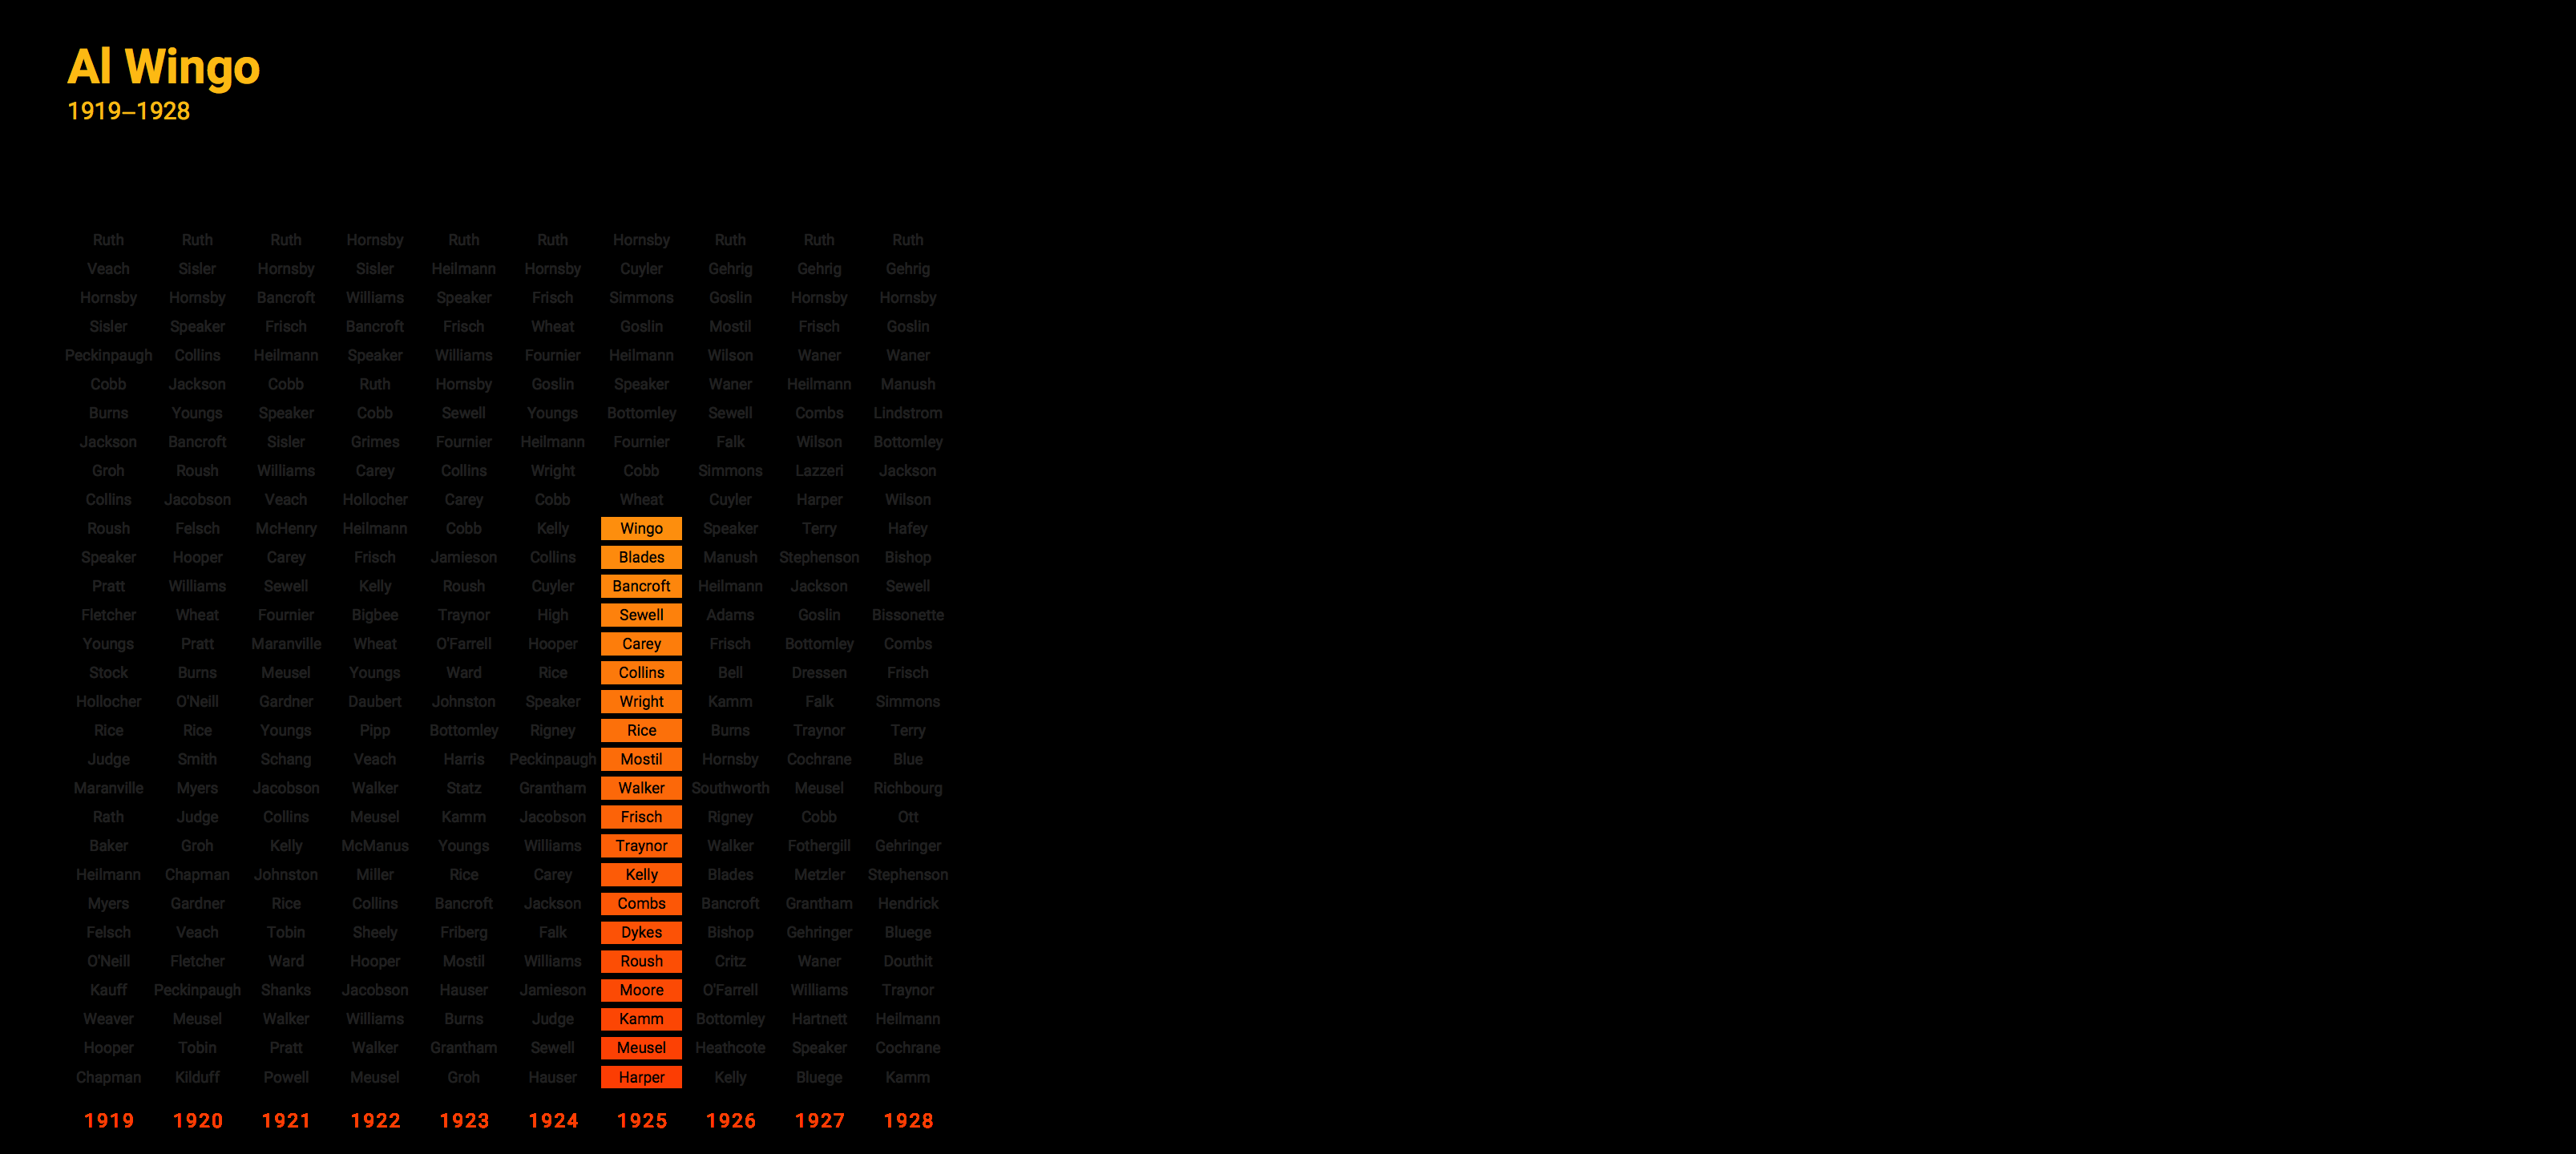 Al Wingo
1919–1928
Ruth Ruth Ruth Hornsby Ruth Ruth Hornsby Ruth Ruth Ruth
Veach Sisler Hornsby Sisler Heilmann Hornsby Cuyler Gehrig Gehrig Gehrig
Hornsby Hornsby Bancroft Williams Speaker Frisch Simmons Goslin Hornsby Hornsby
Sisler Speaker Frisch Bancroft Frisch Wheat Goslin Mostil Frisch Goslin
Peckinpaugh Collins Heilmann Speaker Williams Fournier Heilmann Wilson Waner Waner
Cobb Jackson Cobb Ruth Hornsby Goslin Speaker Waner Heilmann Manush
Burns Youngs Speaker Cobb Sewell Youngs Bottomley Sewell Combs Lindstrom
Jackson Bancroft Sisler Grimes Fournier Heilmann Fournier Falk Wilson Bottomley
Groh Roush Williams Carey Collins Wright Cobb Simmons Lazzeri Jackson
Collins Jacobson Veach Hollocher Carey Cobb Wheat Cuyler Harper Wilson
Roush Felsch McHenry Heilmann Cobb Kelly Wingo Speaker Terry Hafey
Speaker Hooper Carey Frisch Jamieson Collins Blades Manush Stephenson Bishop
Pratt Williams Sewell Kelly Roush Cuyler Bancroft Heilmann Jackson Sewell
Fletcher Wheat Fournier Bigbee Traynor High Sewell Adams Goslin Bissonette
Youngs Pratt Maranville Wheat O'Farrell Hooper Carey Frisch Bottomley Combs
Stock Burns Meusel Youngs Ward Rice Collins Bell Dressen Frisch
Hollocher O'Neill Gardner Daubert Johnston Speaker Wright Kamm Falk Simmons
Rice Rice Youngs Pipp Bottomley Rigney Rice Burns Traynor Terry
Judge Smith Schang Veach Harris Peckinpaugh Mostil Hornsby Cochrane Blue
Maranville Myers Jacobson Walker Statz Grantham Walker Southworth Meusel Richbourg
Rath Judge Collins Meusel Kamm Jacobson Frisch Rigney Cobb Ott
Baker Groh Kelly McManus Youngs Williams Traynor Walker Fothergill Gehringer
Heilmann Chapman Johnston Miller Rice Carey Kelly Blades Metzler Stephenson
Myers Gardner Rice Collins Bancroft Jackson Combs Bancroft Grantham Hendrick
Felsch Veach Tobin Sheely Friberg Falk Dykes Bishop Gehringer Bluege
O'Neill Fletcher Ward Hooper Mostil Williams Roush Critz Waner Douthit
Kauff Peckinpaugh Shanks Jacobson Hauser Jamieson Moore O'Farrell Williams Traynor
Weaver Meusel Walker Williams Burns Judge Kamm Bottomley Hartnett Heilmann
Hooper Tobin Pratt Walker Grantham Sewell Meusel Heathcote Speaker Cochrane
Chapman Kilduff Powell Meusel Groh Hauser Harper Kelly Bluege Kamm
1919 1920 1921 1922 1923 1924 1925 1926 1927 1928